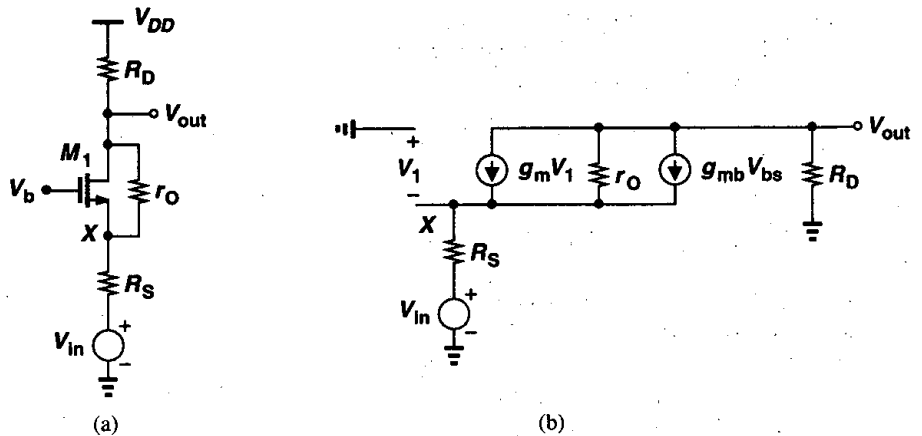 V_DD
R_D
V_out
M_1
V_b
r_O
X
R_S
V_in
+
−
(a)
+
V_1
−
g_mV_1
r_O
g_mbV_bs
V_out
R_D
X
R_S
V_in
+
−
(b)